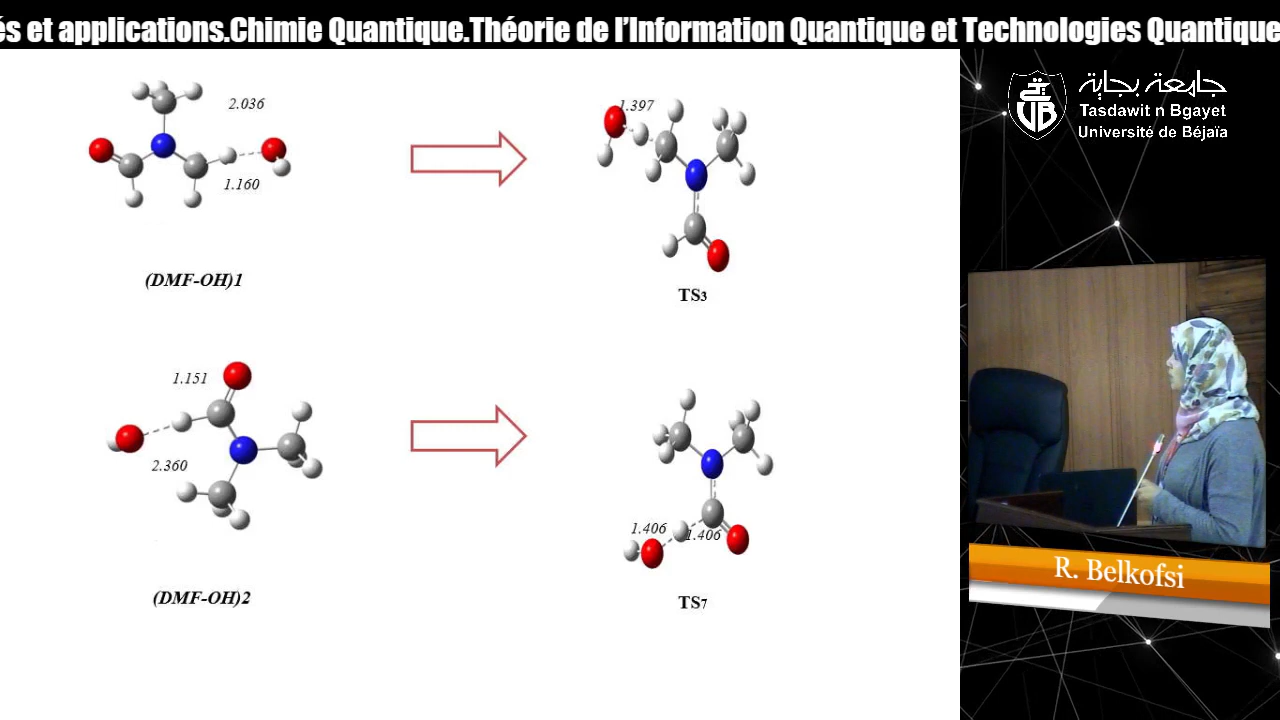 és et applications.Chimie Quantique.Théorie de l’Information Quantique et Technologies Quantique
2.036
1.160
(DMF-OH)1
1.397
TS3
1.151
2.360
(DMF-OH)2
1.406
1.406
TS7
جامعة بجاية
Tasdawit n Bgayet
Université de Béjaïa
R. Belkofsi